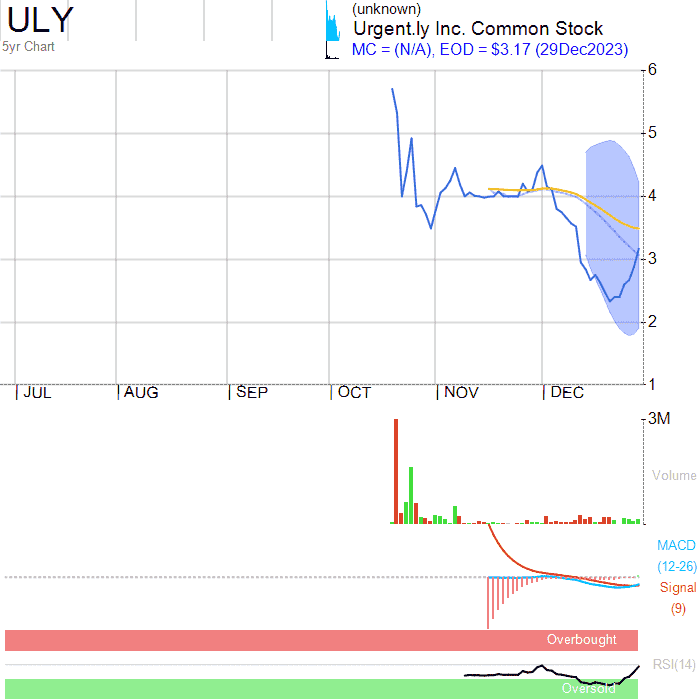 ULY
(unknown)
Urgent.ly Inc. Common Stock
5yr Chart
MC = (N/A), EOD = $3.17 (29Dec2023)
6
5
4
3
2
1
| JUL | AUG | SEP | OCT | NOV | DEC
3M
Volume
MACD
(12-26)
Signal
(9)
Overbought
RSI(14)
Oversold